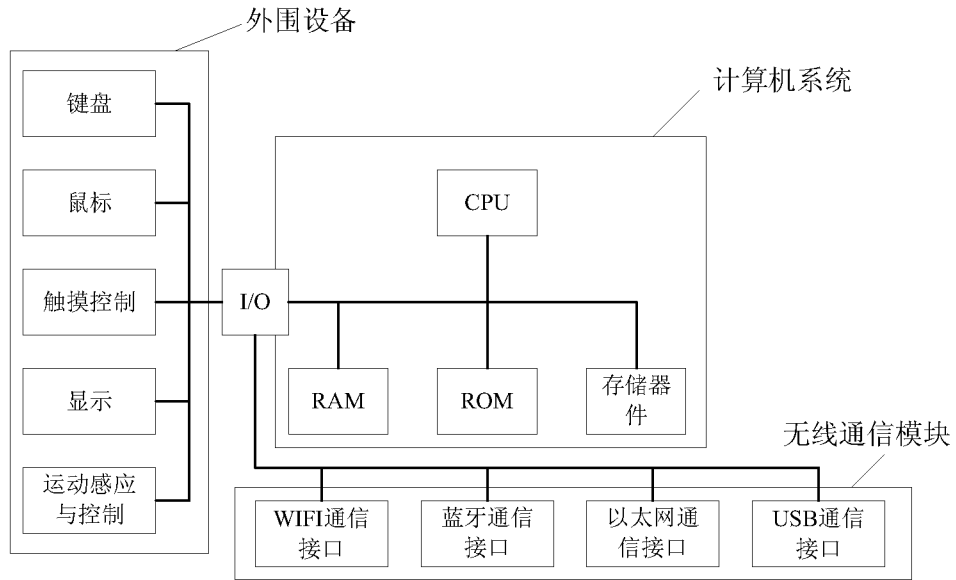 外围设备
计算机系统
键盘
鼠标
触摸控制
显示
运动感应
与控制
I/O
CPU
RAM
ROM
存储器
件
无线通信模块
WIFI通信
接口
蓝牙通信
接口
以太网通
信接口
USB通信
接口